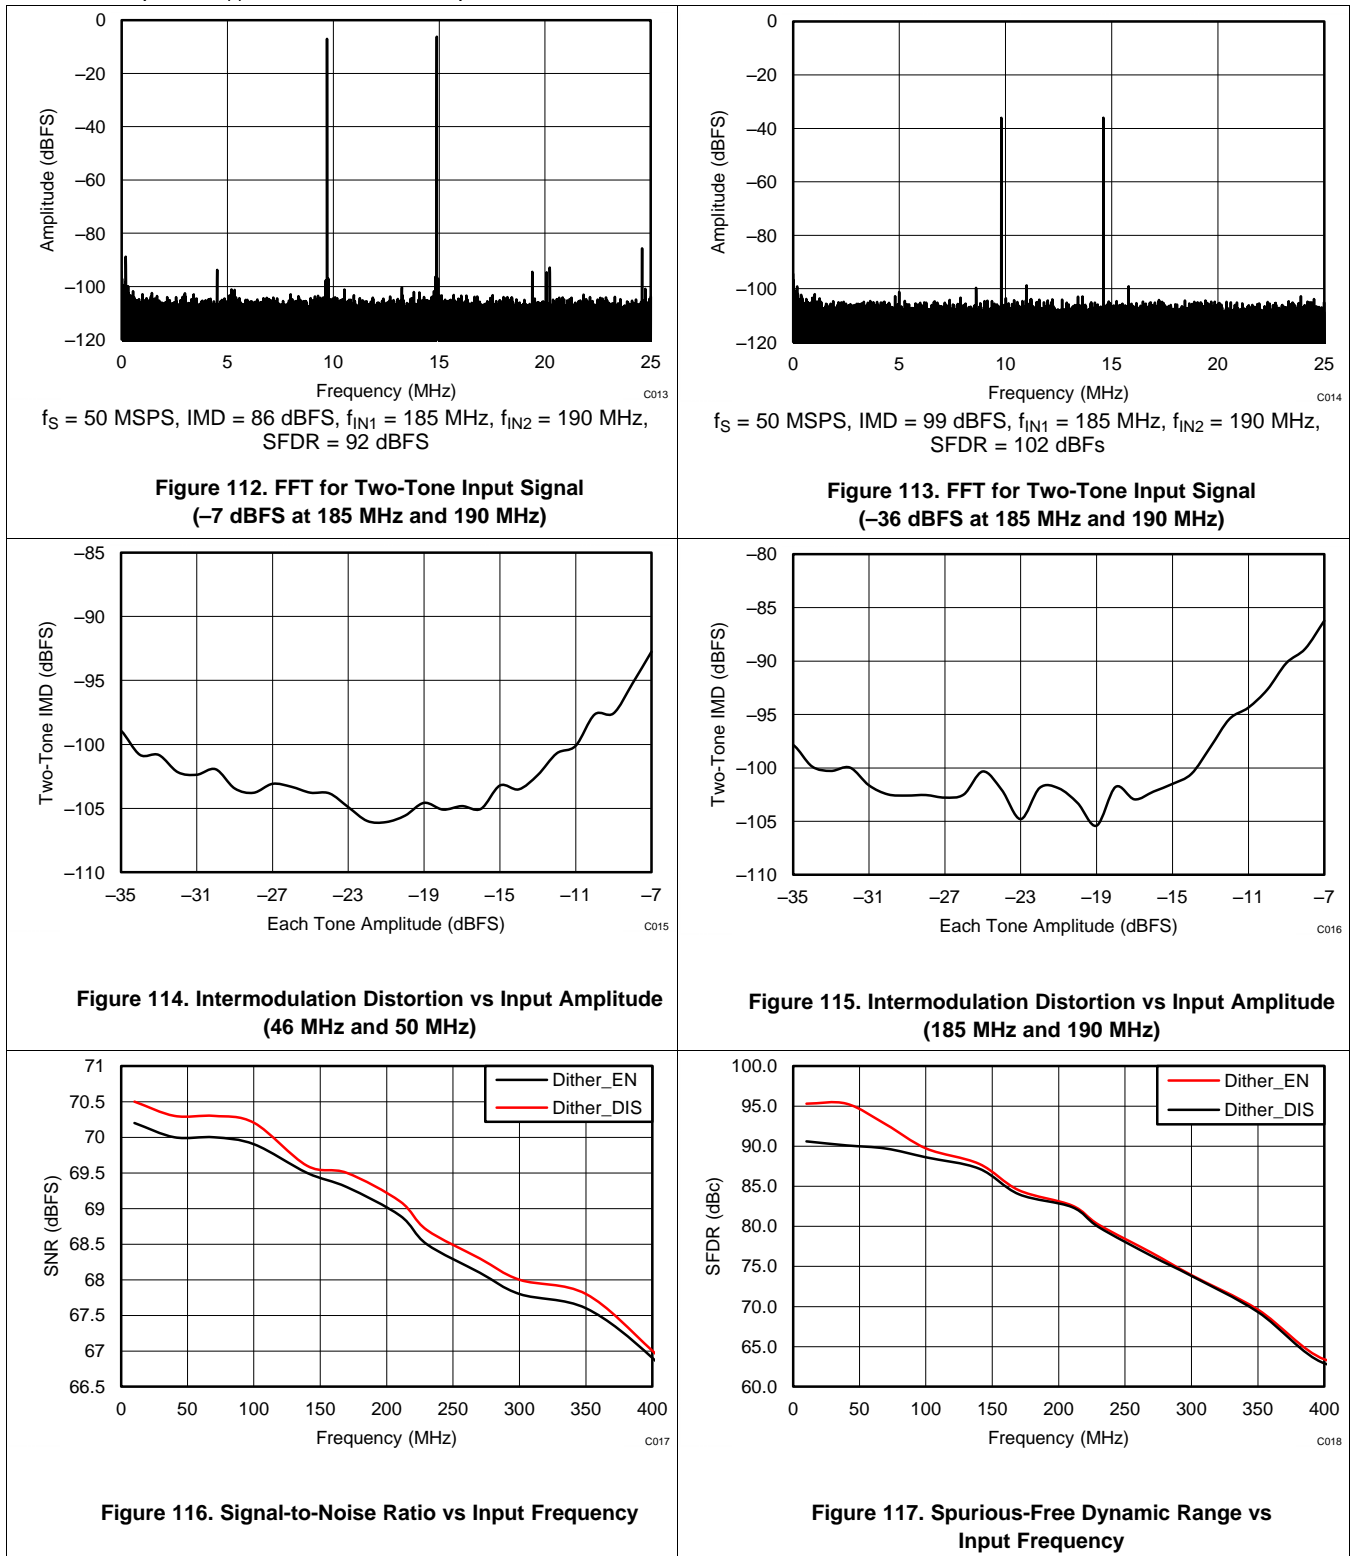 0
–20
–40
–60
–80
–100
–120
Amplitude (dBFS)
0 5 10 15 20 25
Frequency (MHz)
C013
fS = 50 MSPS, IMD = 86 dBFS, fIN1 = 185 MHz, fIN2 = 190 MHz,
SFDR = 92 dBFS
Figure 112. FFT for Two-Tone Input Signal
(–7 dBFS at 185 MHz and 190 MHz)
0
–20
–40
–60
–80
–100
–120
Amplitude (dBFS)
0 5 10 15 20 25
Frequency (MHz)
C014
fS = 50 MSPS, IMD = 99 dBFS, fIN1 = 185 MHz, fIN2 = 190 MHz,
SFDR = 102 dBFs
Figure 113. FFT for Two-Tone Input Signal
(–36 dBFS at 185 MHz and 190 MHz)
–85
–90
–95
–100
–105
–110
Two-Tone IMD (dBFS)
–35 –31 –27 –23 –19 –15 –11 –7
Each Tone Amplitude (dBFS)
C015
Figure 114. Intermodulation Distortion vs Input Amplitude
(46 MHz and 50 MHz)
–80
–85
–90
–95
–100
–105
–110
Two-Tone IMD (dBFS)
–35 –31 –27 –23 –19 –15 –11 –7
Each Tone Amplitude (dBFS)
C016
Figure 115. Intermodulation Distortion vs Input Amplitude
(185 MHz and 190 MHz)
71
70.5
70
69.5
69
68.5
68
67.5
67
66.5
SNR (dBFS)
Dither_EN
Dither_DIS
0 50 100 150 200 250 300 350 400
Frequency (MHz)
C017
Figure 116. Signal-to-Noise Ratio vs Input Frequency
100.0
95.0
90.0
85.0
80.0
75.0
70.0
65.0
60.0
SFDR (dBc)
Dither_EN
Dither_DIS
0 50 100 150 200 250 300 350 400
Frequency (MHz)
C018
Figure 117. Spurious-Free Dynamic Range vs
Input Frequency